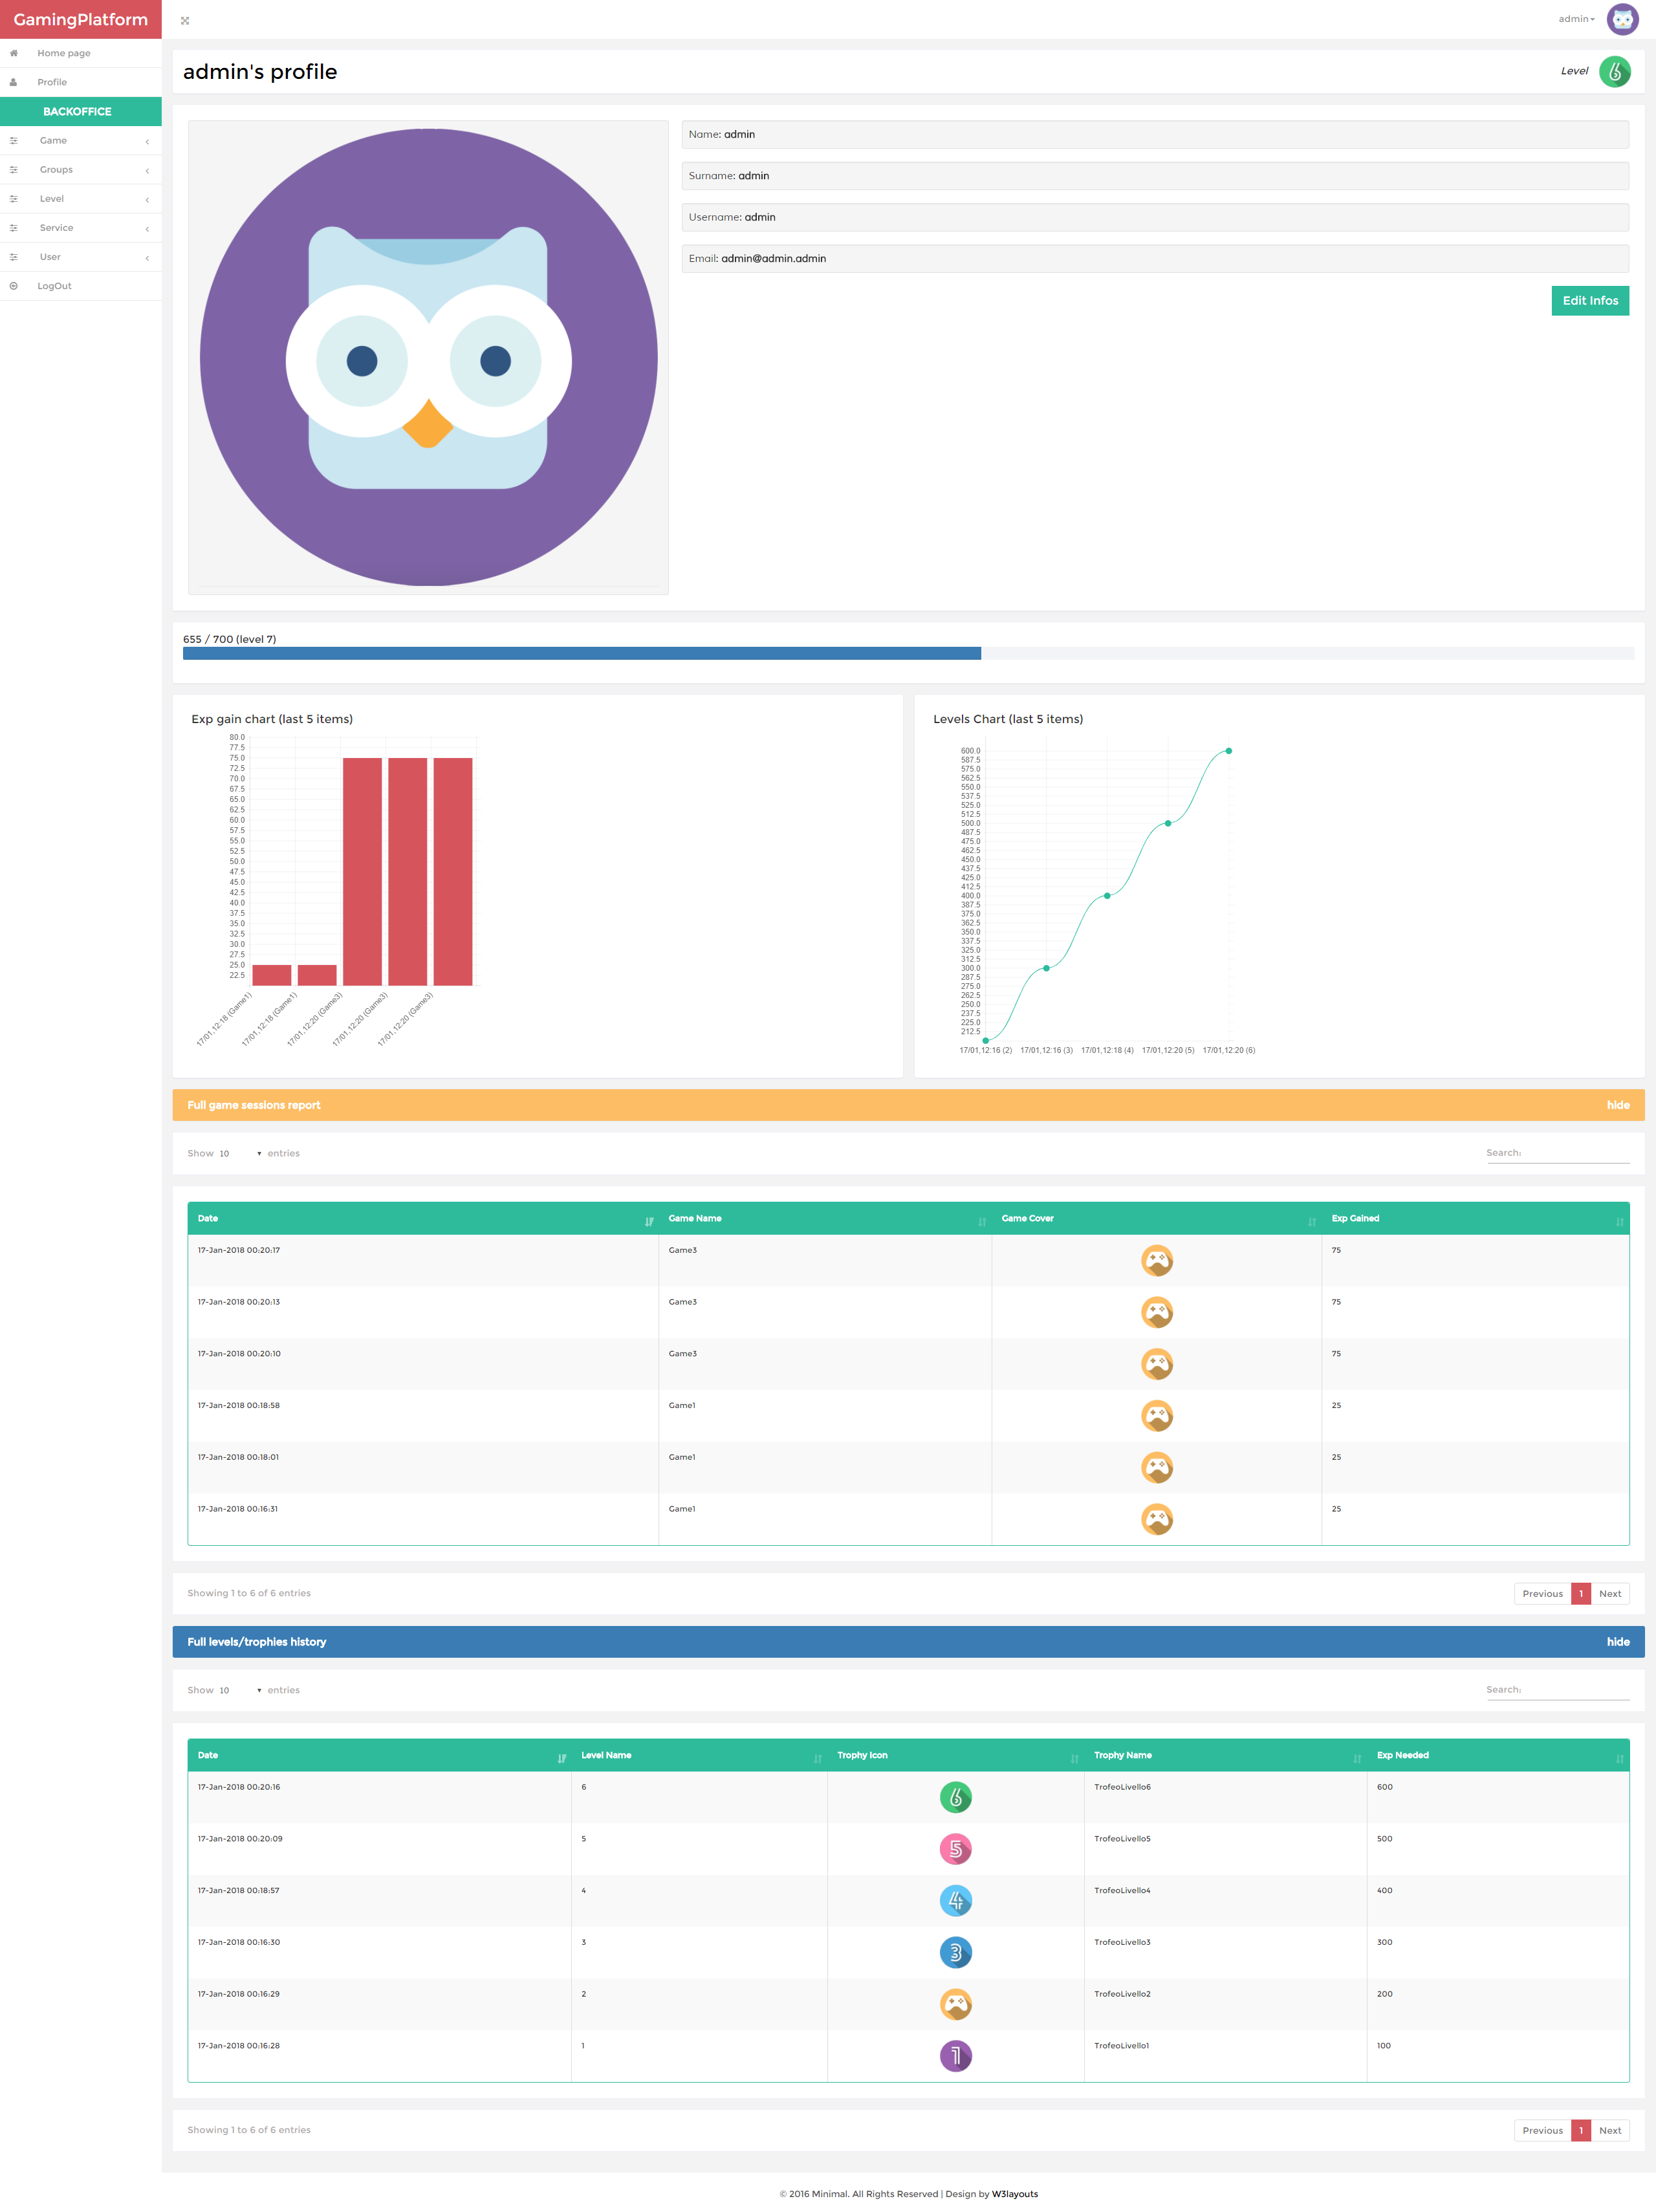 GamingPlatform
admin
Home page
Profile
BACKOFFICE
Game
Groups
Level
Service
User
LogOut
admin's profile
Level 6
Name: admin
Surname: admin
Username: admin
Email: admin@admin.admin
Edit Infos
655 / 700 (level 7)
Exp gain chart (last 5 items)
80.0
77.5
75.0
72.5
70.0
67.5
65.0
62.5
60.0
57.5
55.0
52.5
50.0
47.5
45.0
42.5
40.0
37.5
35.0
32.5
30.0
27.5
25.0
22.5
17/01,12:18 (Game1)
17/01,12:18 (Game1)
17/01,12:20 (Game3)
17/01,12:20 (Game3)
17/01,12:20 (Game3)
Levels Chart (last 5 items)
600.0
587.5
575.0
562.5
550.0
537.5
525.0
512.5
500.0
487.5
475.0
462.5
450.0
437.5
425.0
412.5
400.0
387.5
375.0
362.5
350.0
337.5
325.0
312.5
300.0
287.5
275.0
262.5
250.0
237.5
225.0
212.5
17/01,12:16 (2) 17/01,12:16 (3) 17/01,12:18 (4) 17/01,12:20 (5) 17/01,12:20 (6)
Full game sessions report hide
Show 10 entries Search:
Date Game Name Game Cover Exp Gained
17-Jan-2018 00:20:17 Game3 75
17-Jan-2018 00:20:13 Game3 75
17-Jan-2018 00:20:10 Game3 75
17-Jan-2018 00:18:58 Game1 25
17-Jan-2018 00:18:01 Game1 25
17-Jan-2018 00:16:31 Game1 25
Showing 1 to 6 of 6 entries Previous 1 Next
Full levels/trophies history hide
Show 10 entries Search:
Date Level Name Trophy Icon Trophy Name Exp Needed
17-Jan-2018 00:20:16 6 6 TrofeoLivello6 600
17-Jan-2018 00:20:09 5 5 TrofeoLivello5 500
17-Jan-2018 00:18:57 4 4 TrofeoLivello4 400
17-Jan-2018 00:16:30 3 3 TrofeoLivello3 300
17-Jan-2018 00:16:29 2 TrofeoLivello2 200
17-Jan-2018 00:16:28 1 1 TrofeoLivello1 100
Showing 1 to 6 of 6 entries Previous 1 Next
© 2016 Minimal. All Rights Reserved | Design by W3layouts